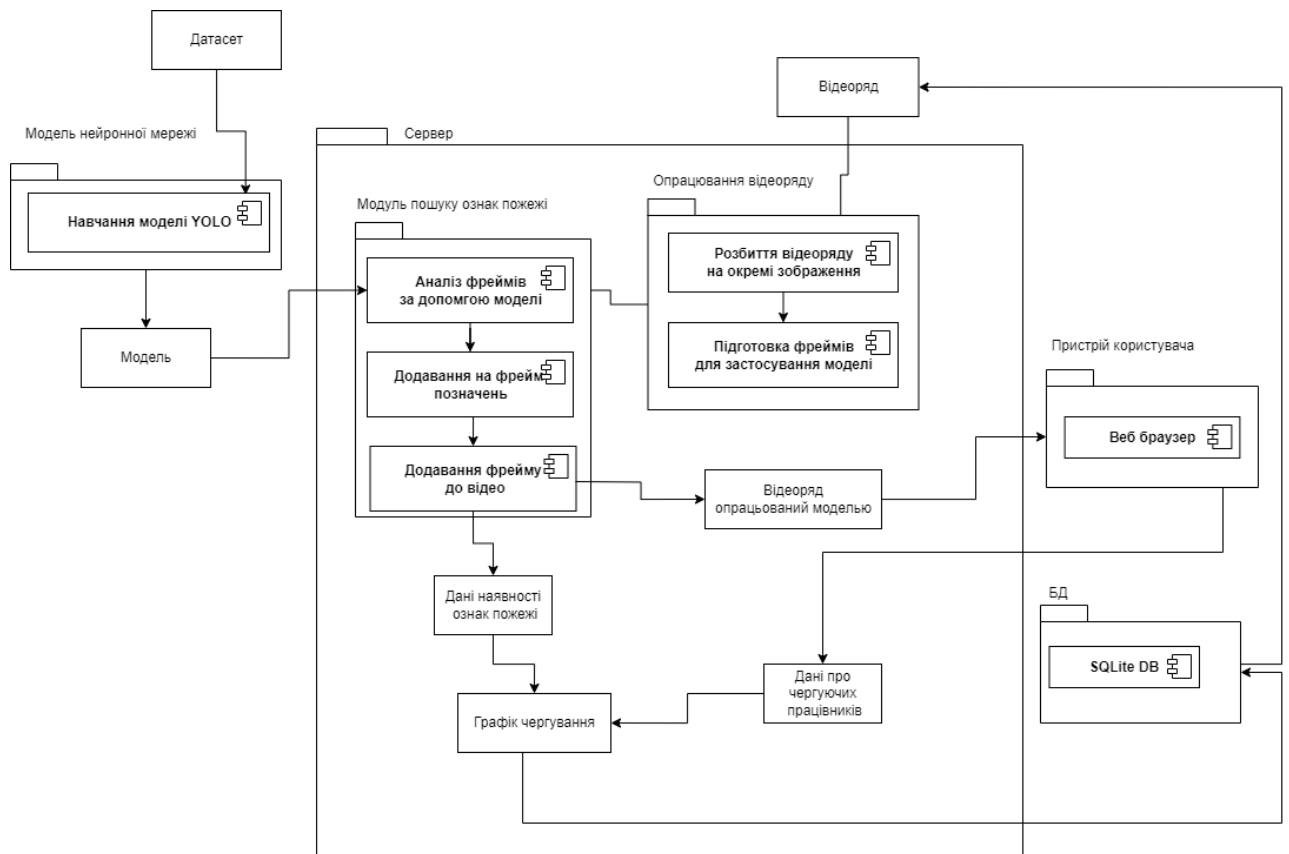 Датасет
Відеоряд
Модель нейронної мережі
Сервер
Навчання моделі YOLO
Модуль пошуку ознак пожежі
Опрацювання відеоряду
Розбиття відеоряду
на окремі зображення
Аналіз фреймів
за допомгою моделі
Підготовка фреймів
для застосування моделі
Модель
Додавання на фрейм
позначень
Пристрій користувача
Веб браузер
Додавання фрейму
до відео
Відеоряд
опрацьований моделью
Дані наявності
ознак пожежі
БД
SQLite DB
Дані про
чергуючих
працівників
Графік чергування